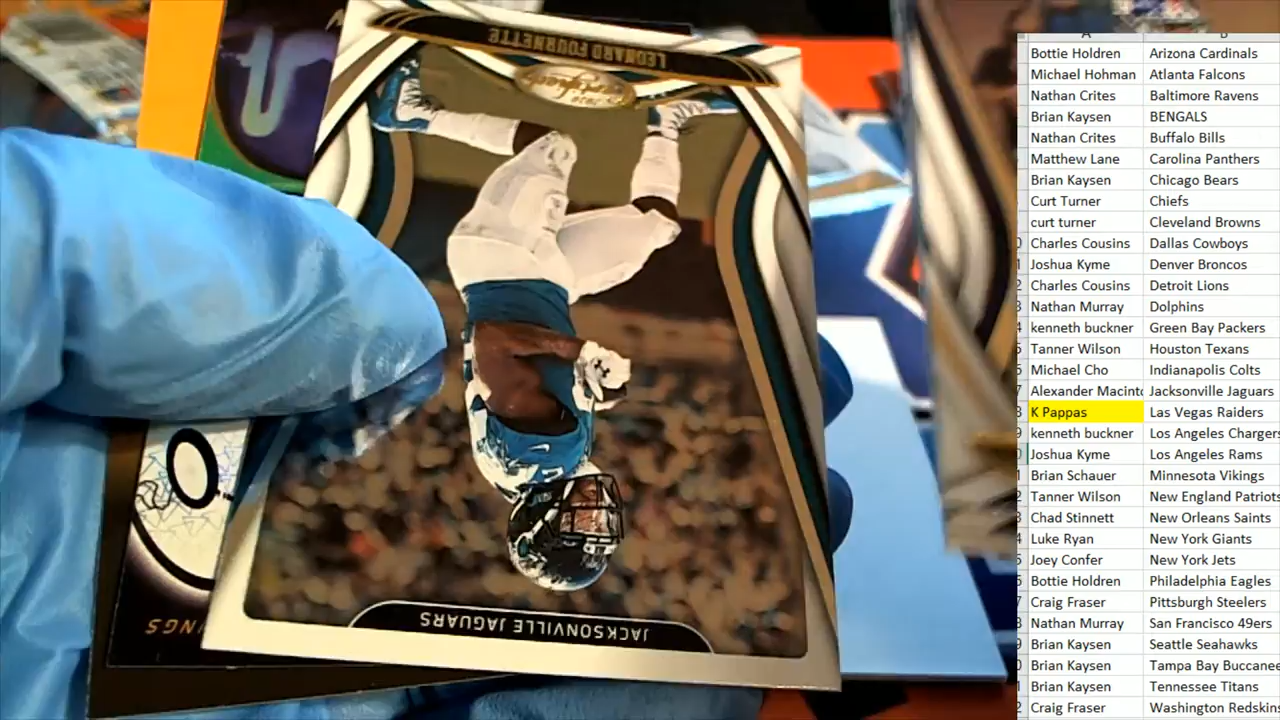 LEONARD FOURNETTE
JACKSONVILLE JAGUARS
NGS
A B
Bottie Holdren Arizona Cardinals
Michael Hohman Atlanta Falcons
Nathan Crites Baltimore Ravens
Brian Kaysen BENGALS
Nathan Crites Buffalo Bills
Matthew Lane Carolina Panthers
Brian Kaysen Chicago Bears
Curt Turner Chiefs
curt turner Cleveland Browns
Charles Cousins Dallas Cowboys
Joshua Kyme Denver Broncos
Charles Cousins Detroit Lions
Nathan Murray Dolphins
kenneth buckner Green Bay Packers
Tanner Wilson Houston Texans
Michael Cho Indianapolis Colts
Alexander Macinto Jacksonville Jaguars
K Pappas Las Vegas Raiders
kenneth buckner Los Angeles Chargers
Joshua Kyme Los Angeles Rams
Brian Schauer Minnesota Vikings
Tanner Wilson New England Patriots
Chad Stinnett New Orleans Saints
Luke Ryan New York Giants
Joey Confer New York Jets
Bottie Holdren Philadelphia Eagles
Craig Fraser Pittsburgh Steelers
Nathan Murray San Francisco 49ers
Brian Kaysen Seattle Seahawks
Brian Kaysen Tampa Bay Buccanee
Brian Kaysen Tennessee Titans
Craig Fraser Washington Redskins